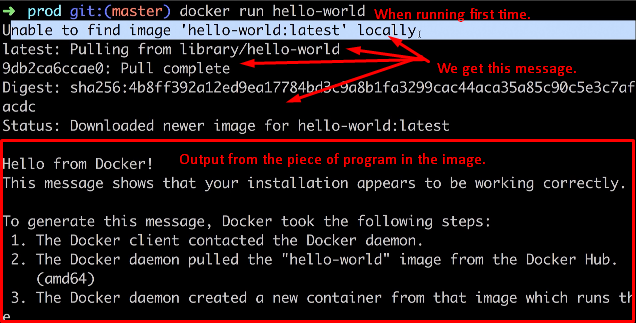 → prod git:(master) docker run hello-world When running first time.
Unable to find image 'hello-world:latest' locally
latest: Pulling from library/hello-world
9db2ca6ccae0: Pull complete
We get this message.
Digest: sha256:4b8ff392a12ed9ea17784bd3c9a8b1fa3299cac44aca35a85c90c5e3c7af
acdc
Status: Downloaded newer image for hello-world:latest
Hello from Docker! Output from the piece of program in the image.
This message shows that your installation appears to be working correctly.
To generate this message, Docker took the following steps:
1. The Docker client contacted the Docker daemon.
2. The Docker daemon pulled the "hello-world" image from the Docker Hub.
(amd64)
3. The Docker daemon created a new container from that image which runs th
e